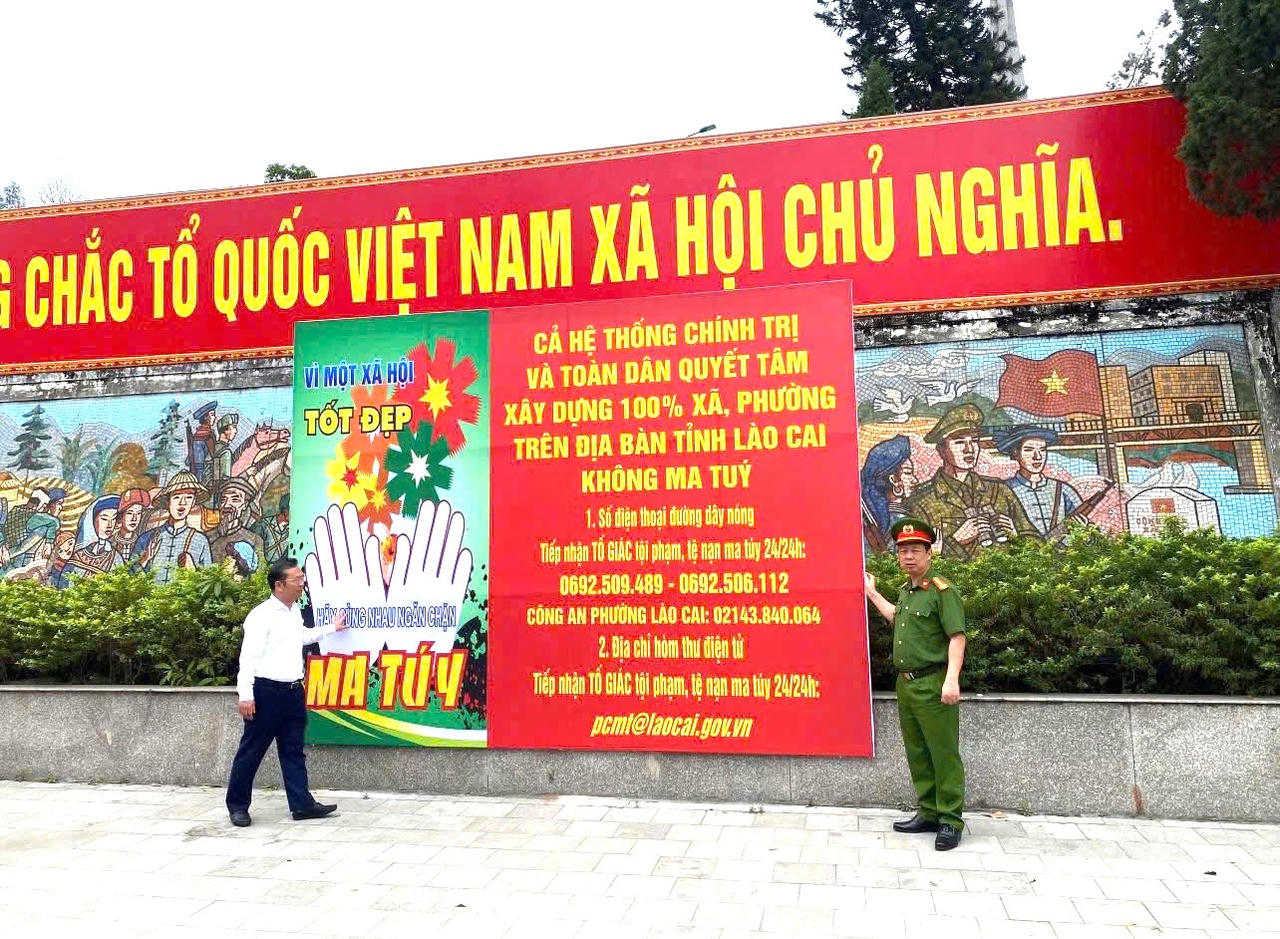 G CHẮC TỔ QUỐC VIỆT NAM XÃ HỘI CHỦ NGHĨA.
VÌ MỘT XÃ HỘI
TỐT ĐẸP
HÃY CÙNG NHAU NGĂN CHẶN
MA TÚY
CẢ HỆ THỐNG CHÍNH TRỊ
VÀ TOÀN DÂN QUYẾT TÂM
XÂY DỰNG 100% XÃ, PHƯỜNG
TRÊN ĐỊA BÀN TỈNH LÀO CAI
KHÔNG MA TUÝ
1. Số điện thoại đường dây nóng
Tiếp nhận TỐ GIÁC tội phạm, tệ nạn ma túy 24/24h:
0692.509.489 - 0692.506.112
CÔNG AN PHƯỜNG LÀO CAI: 02143.840.064
2. Địa chỉ hòm thư điện tử
Tiếp nhận TỐ GIÁC tội phạm, tệ nạn ma túy 24/24h:
pcmt@laocai.gov.vn